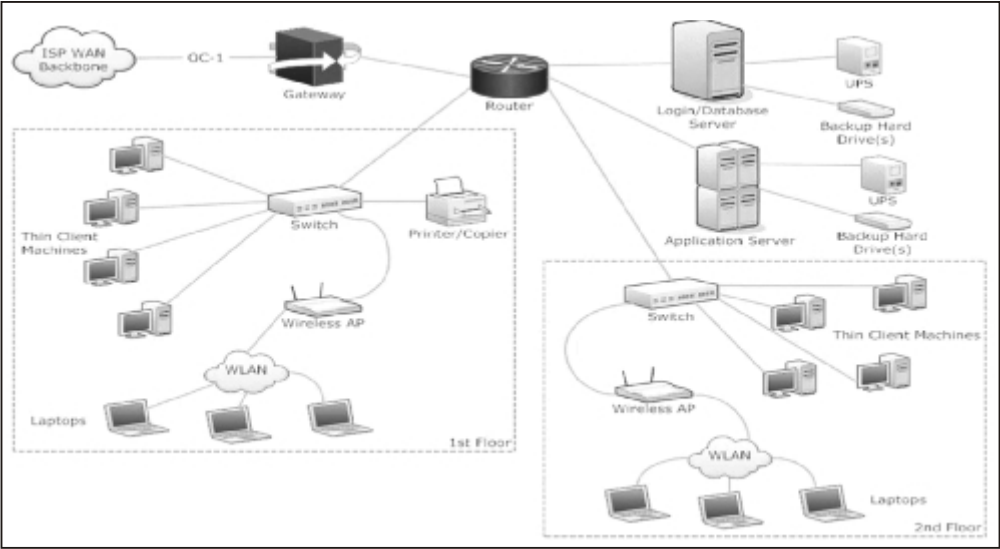 ISP WAN
Backbone
OC-1
Gateway
Router
Login/Database
Server
UPS
Backup Hard
Drive(s)
Application Server
UPS
Backup Hard
Drive(s)
Thin Client
Machines
Switch
Printer/Copier
Wireless AP
WLAN
Laptops
1st Floor
Switch
Thin Client Machines
Wireless AP
WLAN
Laptops
2nd Floor